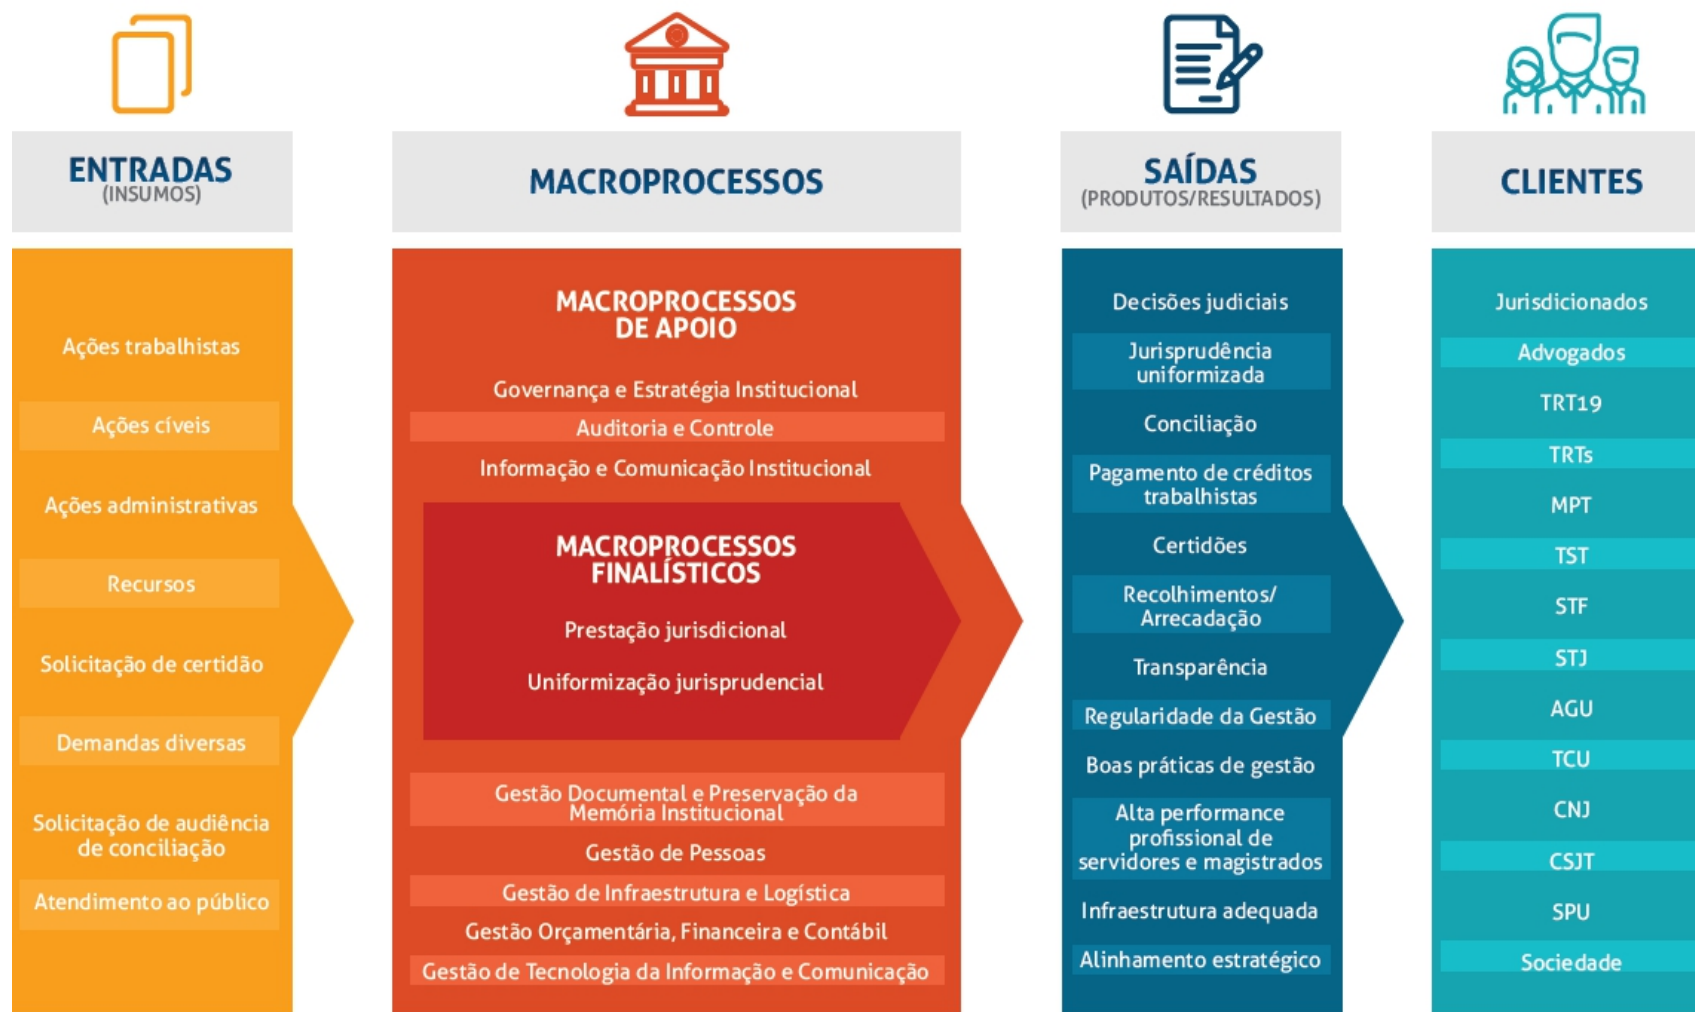 ENTRADAS
(INSUMOS)
Ações trabalhistas
Ações cíveis
Ações administrativas
Recursos
Solicitação de certidão
Demandas diversas
Solicitação de audiência
de conciliação
Atendimento ao público
MACROPROCESSOS
MACROPROCESSOS
DE APOIO
Governança e Estratégia Institucional
Auditoria e Controle
Informação e Comunicação Institucional
MACROPROCESSOS
FINALÍSTICOS
Prestação jurisdicional
Uniformização jurisprudencial
Gestão Documental e Preservação da
Memória Institucional
Gestão de Pessoas
Gestão de Infraestrutura e Logística
Gestão Orçamentária, Financeira e Contábil
Gestão de Tecnologia da Informação e Comunicação
SAÍDAS
(PRODUTOS/RESULTADOS)
Decisões judiciais
Jurisprudência
uniformizada
Conciliação
Pagamento de créditos
trabalhistas
Certidões
Recolhimentos/
Arrecadação
Transparência
Regularidade da Gestão
Boas práticas de gestão
Alta performance
profissional de
servidores e magistrados
Infraestrutura adequada
Alinhamento estratégico
CLIENTES
Jurisdicionados
Advogados
TRT19
TRTs
MPT
TST
STF
STJ
AGU
TCU
CNJ
CSJT
SPU
Sociedade